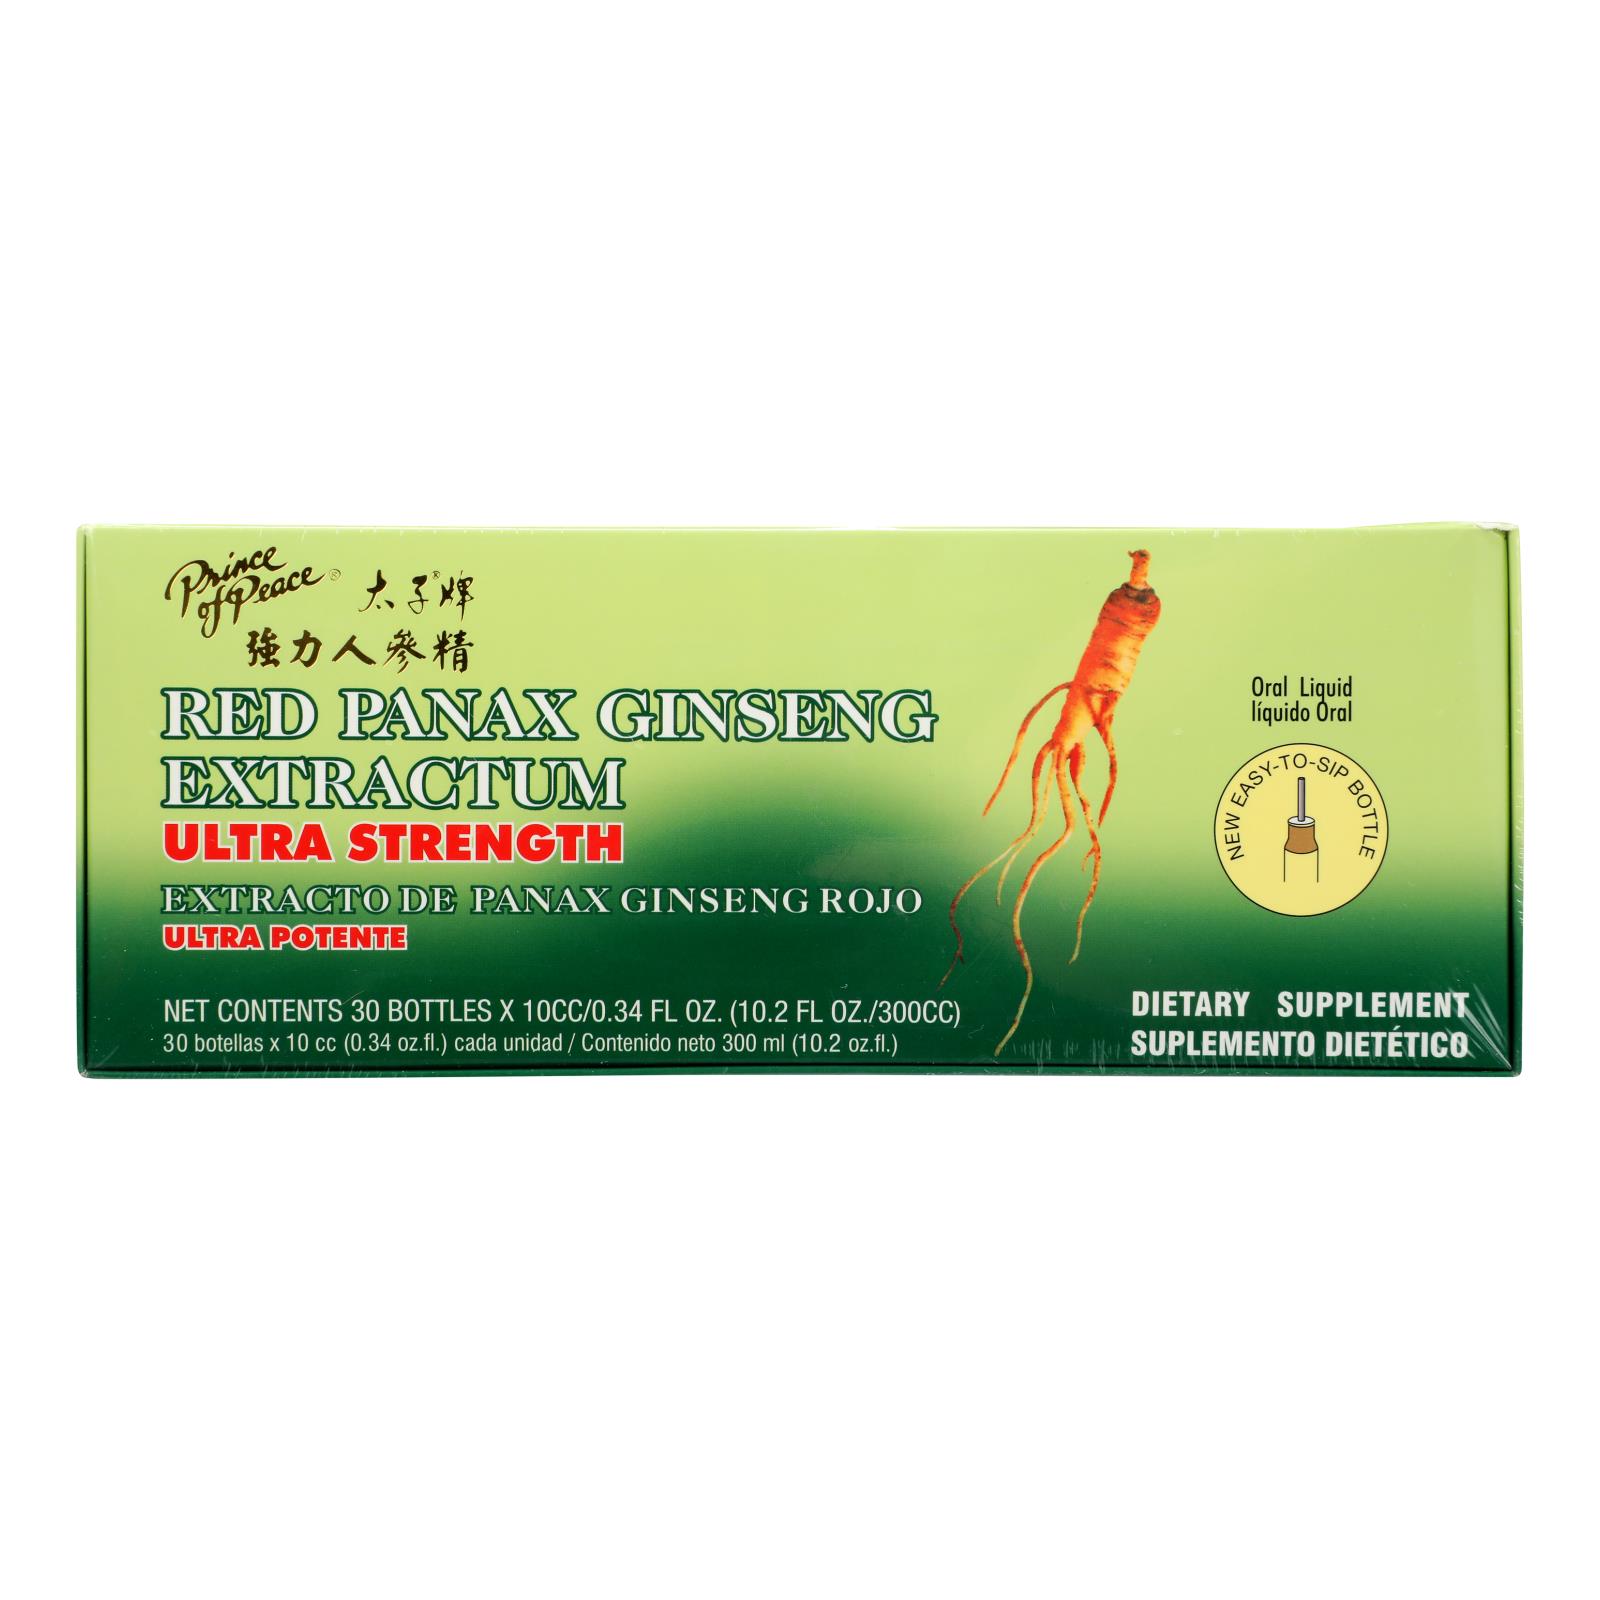 Prince
of Peace®
太子®牌
強力人參精
RED PANAX GINSENG
EXTRACTUM
ULTRA STRENGTH
EXTRACTO DE PANAX GINSENG ROJO
ULTRA POTENTE
NET CONTENTS 30 BOTTLES X 10CC/0.34 FL OZ. (10.2 FL OZ./300CC)
30 botellas x 10 cc (0.34 oz.fl.) cada unidad / Contenido neto 300 ml (10.2 oz.fl.)
Oral Liquid
líquido Oral
NEW EASY-TO-SIP BOTTLE
DIETARY SUPPLEMENT
SUPLEMENTO DIETÉTICO